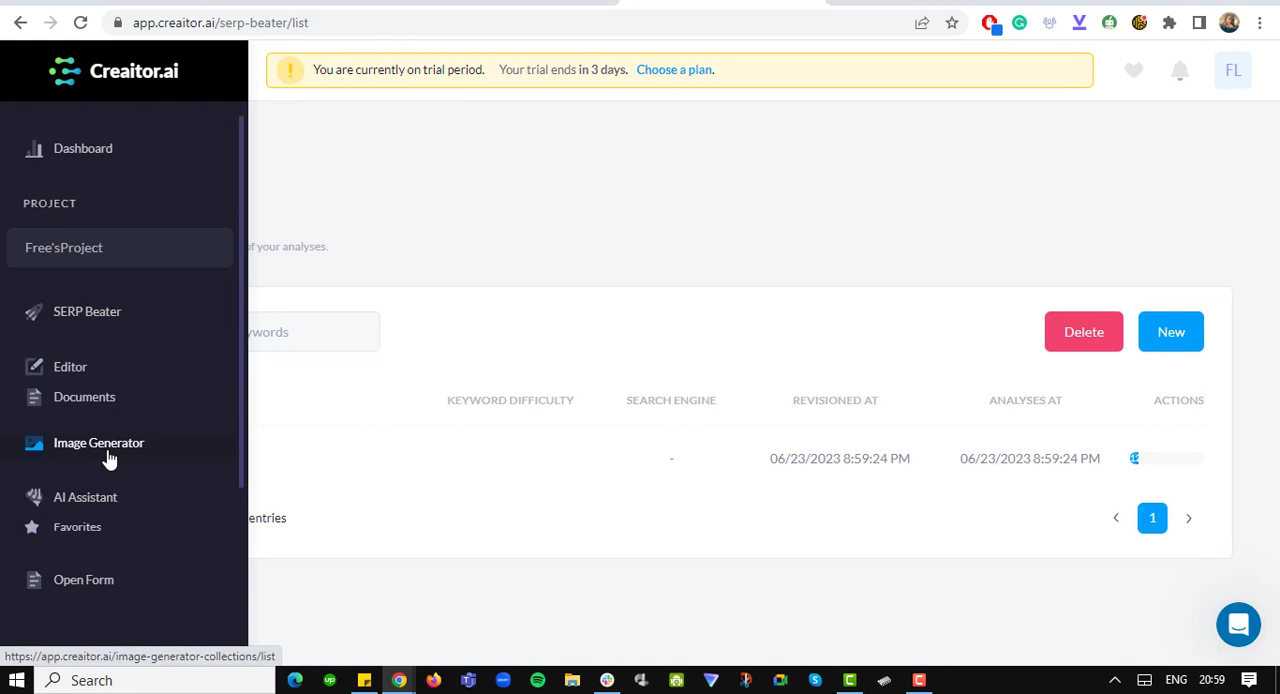 app.creaitor.ai/serp-beater/list
Creaitor.ai
You are currently on trial period. Your trial ends in 3 days. Choose a plan.
FL
Dashboard
PROJECT
Free'sProject
of your analyses.
SERP Beater
ywords
Delete
New
Editor
Documents
KEYWORD DIFFICULTY
SEARCH ENGINE
REVISIONED AT
ANALYSES AT
ACTIONS
Image Generator
-
06/23/2023 8:59:24 PM
06/23/2023 8:59:24 PM
AI Assistant
Favorites
entries
1
Open Form
https://app.creaitor.ai/image-generator-collections/list
Search
ENG
20:59